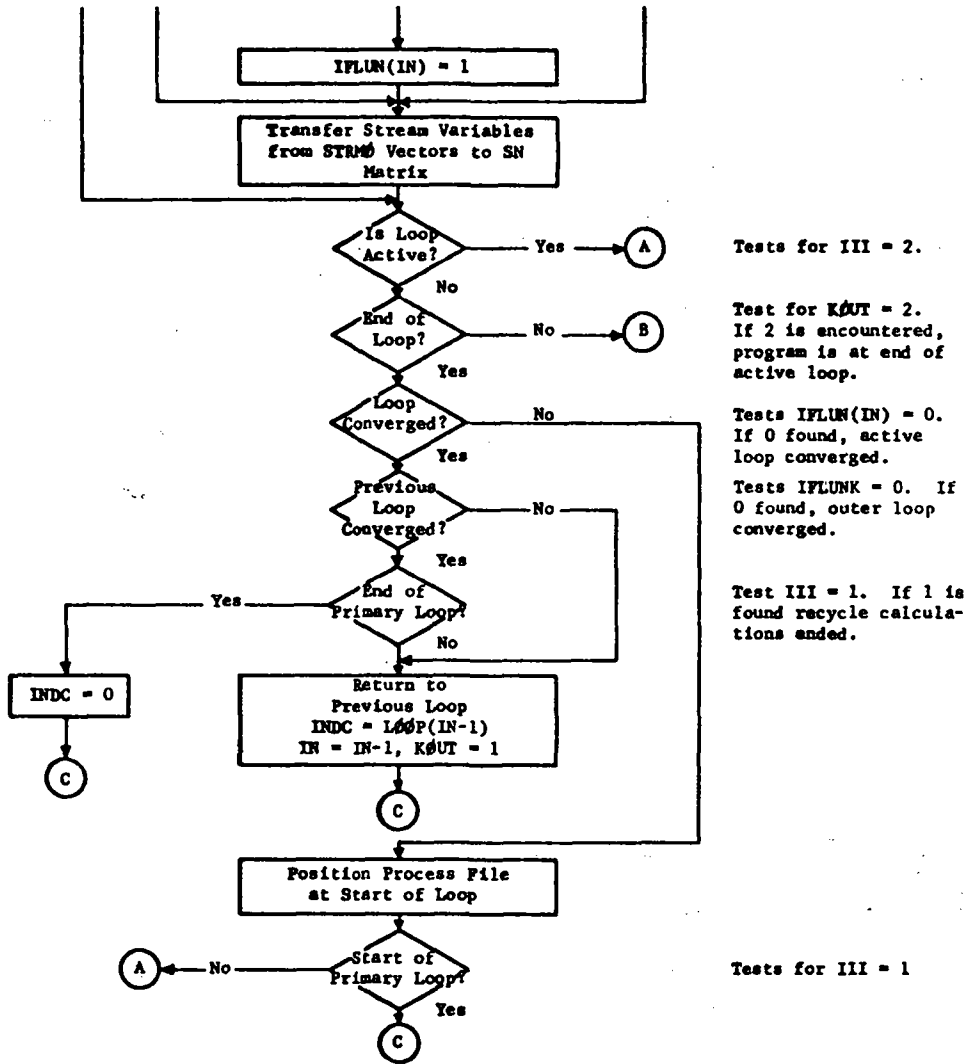 IFLUN(IN) = 1
Transfer Stream Variables
from STRMØ Vectors to SN
Matrix
Is Loop
Active?
Yes
A
Tests for III = 2.
No
End of
Loop?
No
B
Test for KØUT = 2.
If 2 is encountered,
program is at end of
active loop.
Yes
Loop
Converged?
No
Tests IFLUN(IN) = 0.
If 0 found, active
loop converged.
Yes
Previous
Loop
Converged?
No
Tests IFLUNK = 0. If
0 found, outer loop
converged.
Yes
End of
Primary Loop?
Yes
Test III = 1. If 1 is
found recycle calcula-
tions ended.
No
INDC = 0
C
Return to
Previous Loop
INDC = LØØP(IN-1)
IN = IN-1, KØUT = 1
C
Position Process File
at Start of Loop
Start of
Primary Loop?
No
A
Tests for III = 1
Yes
C